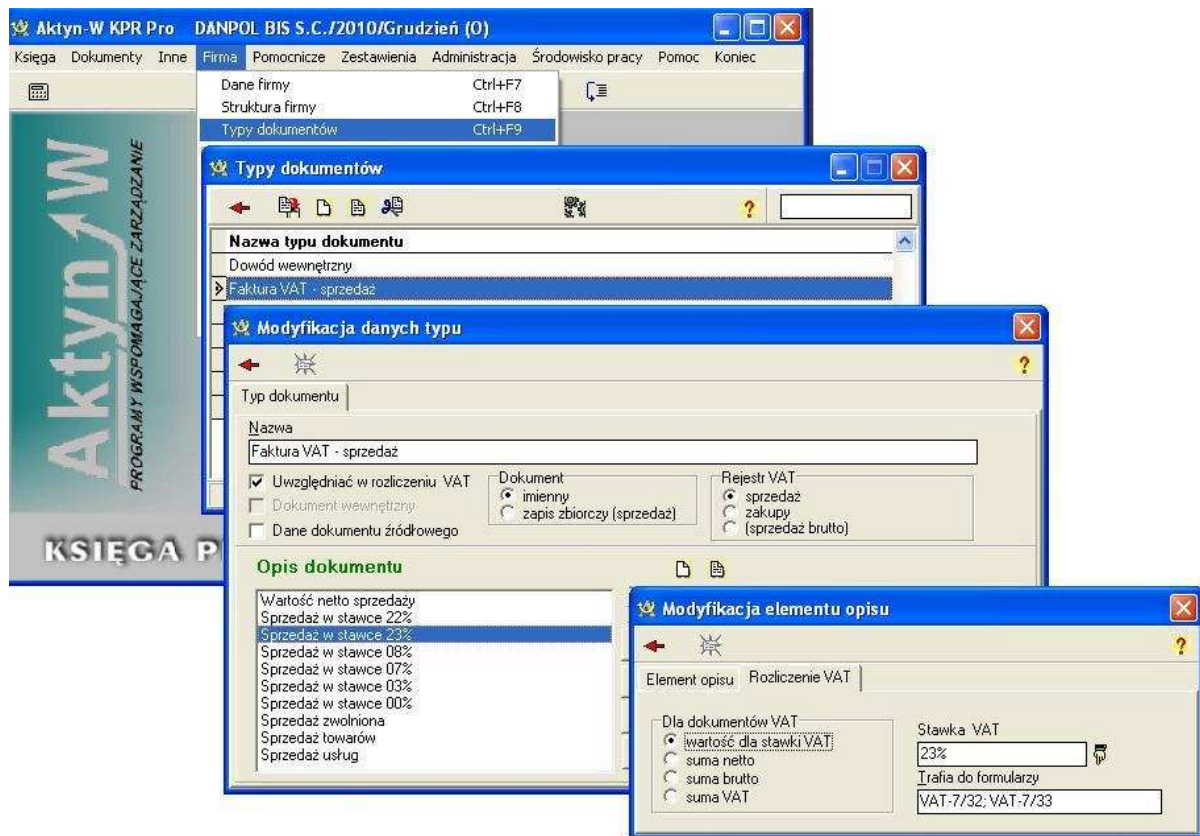 Aktyn-W KPR Pro DANPOL BIS S.C./2010/Grudzień (O)
Księga Dokumenty Inne Firma Pomocnicze Zestawienia Administracja Środowisko pracy Pomoc Koniec
Dane firmy Ctrl+F7
Struktura firmy Ctrl+F8
Typy dokumentów Ctrl+F9
Aktyn W
PROGRAMY WSPOMAGAJĄCE ZARZĄDZANIE
KSIĘGA P
Typy dokumentów
?
Nazwa typu dokumentu
Dowód wewnętrzny
Faktura VAT - sprzedaż
Modyfikacja danych typu
?
Typ dokumentu
Nazwa
Faktura VAT - sprzedaż
Uwzględniać w rozliczeniu VAT
Dokument wewnętrzny
Dane dokumentu źródłowego
Dokument
imienny
zapis zbiorczy (sprzedaż)
Rejestr VAT
sprzedaż
zakupy
(sprzedaż brutto)
Opis dokumentu
Wartość netto sprzedaży
Sprzedaż w stawce 22%
Sprzedaż w stawce 23%
Sprzedaż w stawce 08%
Sprzedaż w stawce 07%
Sprzedaż w stawce 03%
Sprzedaż w stawce 00%
Sprzedaż zwolniona
Sprzedaż towarów
Sprzedaż usług
Modyfikacja elementu opisu
?
Element opisu Rozliczenie VAT
Dla dokumentów VAT
wartość dla stawki VAT
suma netto
suma brutto
suma VAT
Stawka VAT
23%
Trafia do formularzy
VAT-7/32; VAT-7/33